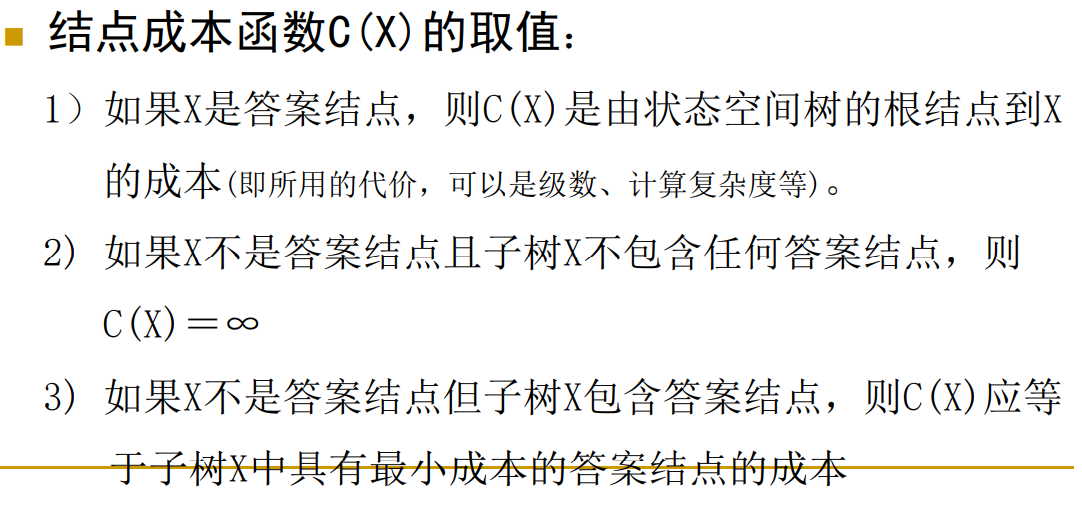 结点成本函数C(X)的取值：
1）如果X是答案结点，则C(X)是由状态空间树的根结点到X
的成本(即所用的代价，可以是级数、计算复杂度等)。
2) 如果X不是答案结点且子树X不包含任何答案结点，则
C(X)＝∞
3) 如果X不是答案结点但子树X包含答案结点，则C(X)应等
于子树X中具有最小成本的答案结点的成本